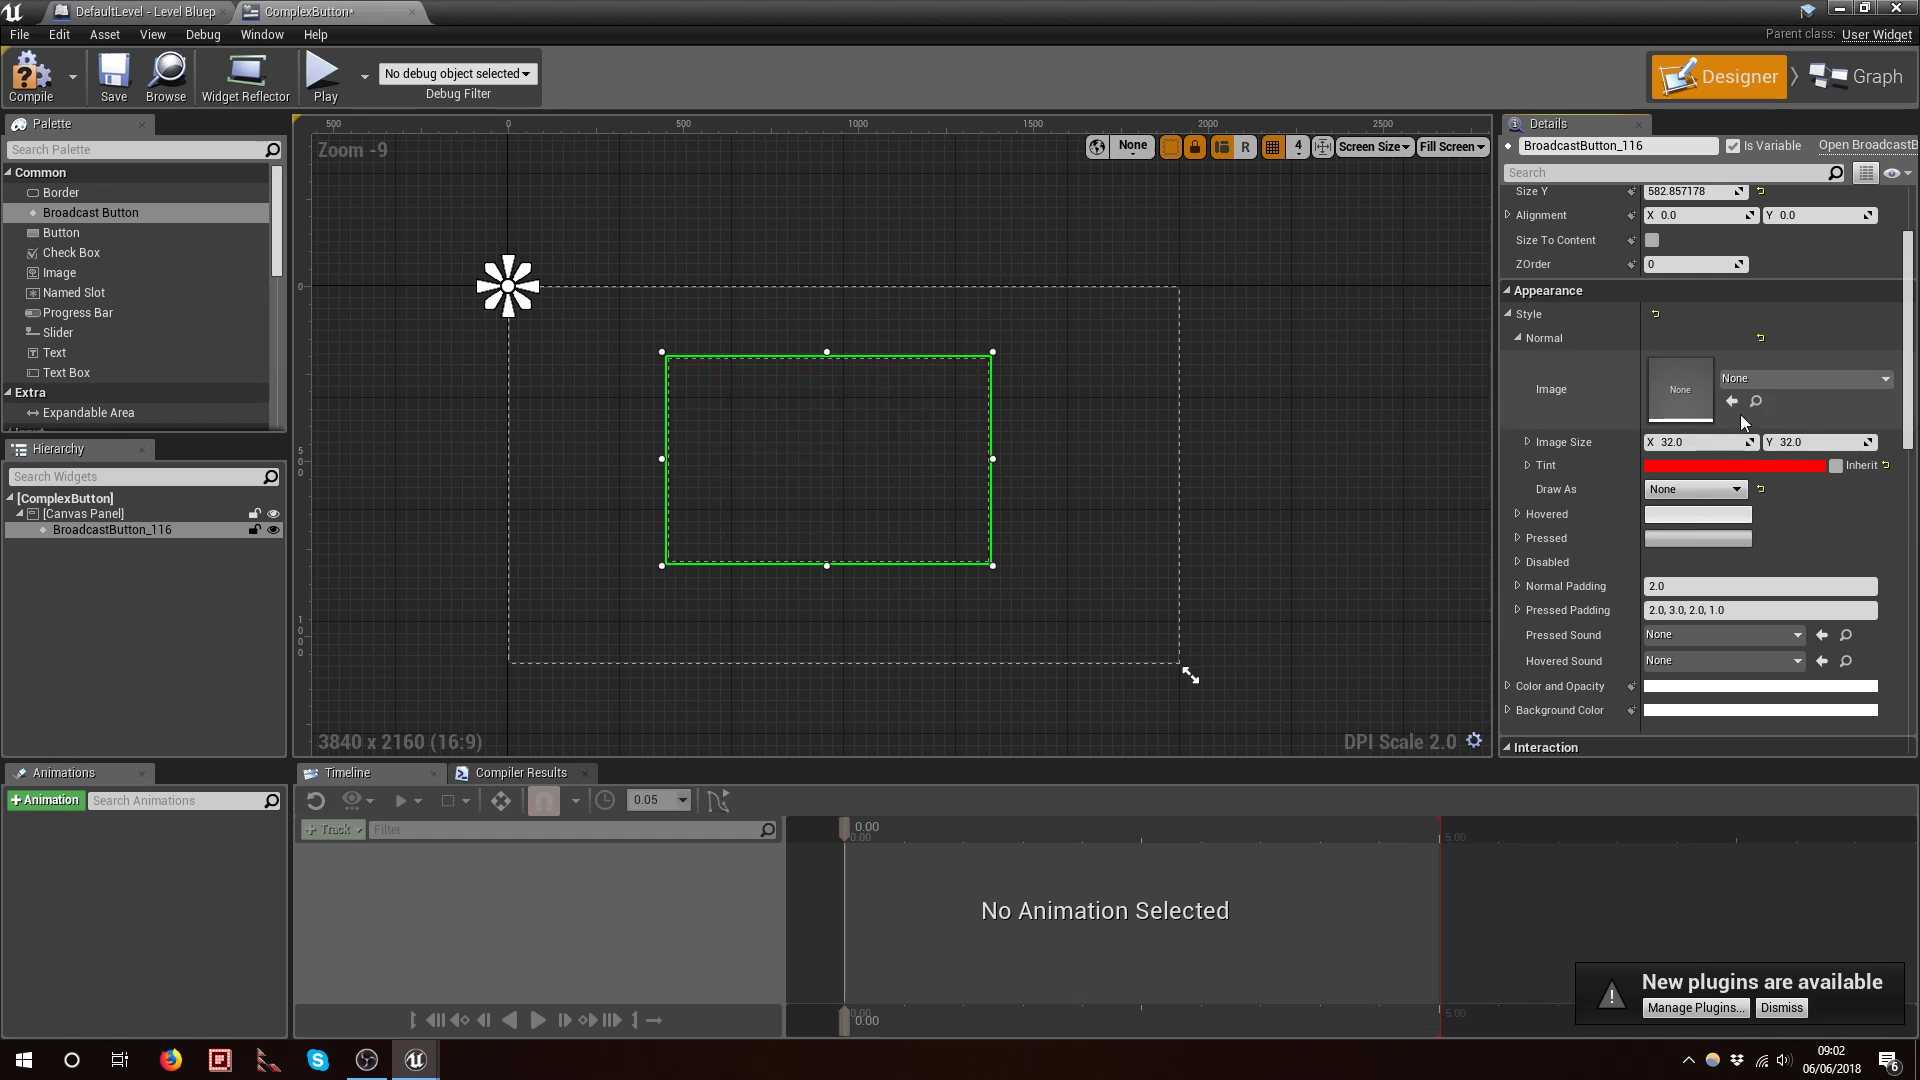 DefaultLevel - Level Bluep
ComplexButton*
File Edit Asset View Debug Window Help
Parent class: User Widget
Compile
Save
Browse
Widget Reflector
Play
No debug object selected
Debug Filter
Designer
Graph
Palette
Search Palette
Common
Border
Broadcast Button
Button
Check Box
Image
Named Slot
Progress Bar
Slider
Text
Text Box
Extra
Expandable Area
Hierarchy
Search Widgets
[ComplexButton]
[Canvas Panel]
BroadcastButton_116
Animations
+Animation
Search Animations
500 0 500 1000 1500 2000 2500
Zoom -9
None
R
4
Screen Size
Fill Screen
0
500
1000
3840 x 2160 (16:9)
DPI Scale 2.0
Details
BroadcastButton_116
Is Variable
Open BroadcastB
Search
Size Y 582.857178
Alignment X 0.0 Y 0.0
Size To Content
ZOrder 0
Appearance
Style
Normal
Image None None
Image Size X 32.0 Y 32.0
Tint Inherit
Draw As None
Hovered
Pressed
Disabled
Normal Padding 2.0
Pressed Padding 2.0, 3.0, 2.0, 1.0
Pressed Sound None
Hovered Sound None
Color and Opacity
Background Color
Interaction
Timeline
Compiler Results
0.05
+ Track
Filter
0.00
0.00
5.00
No Animation Selected
0.00
0.00
5.00
New plugins are available
Manage Plugins...
Dismiss
09:02
06/06/2018
6